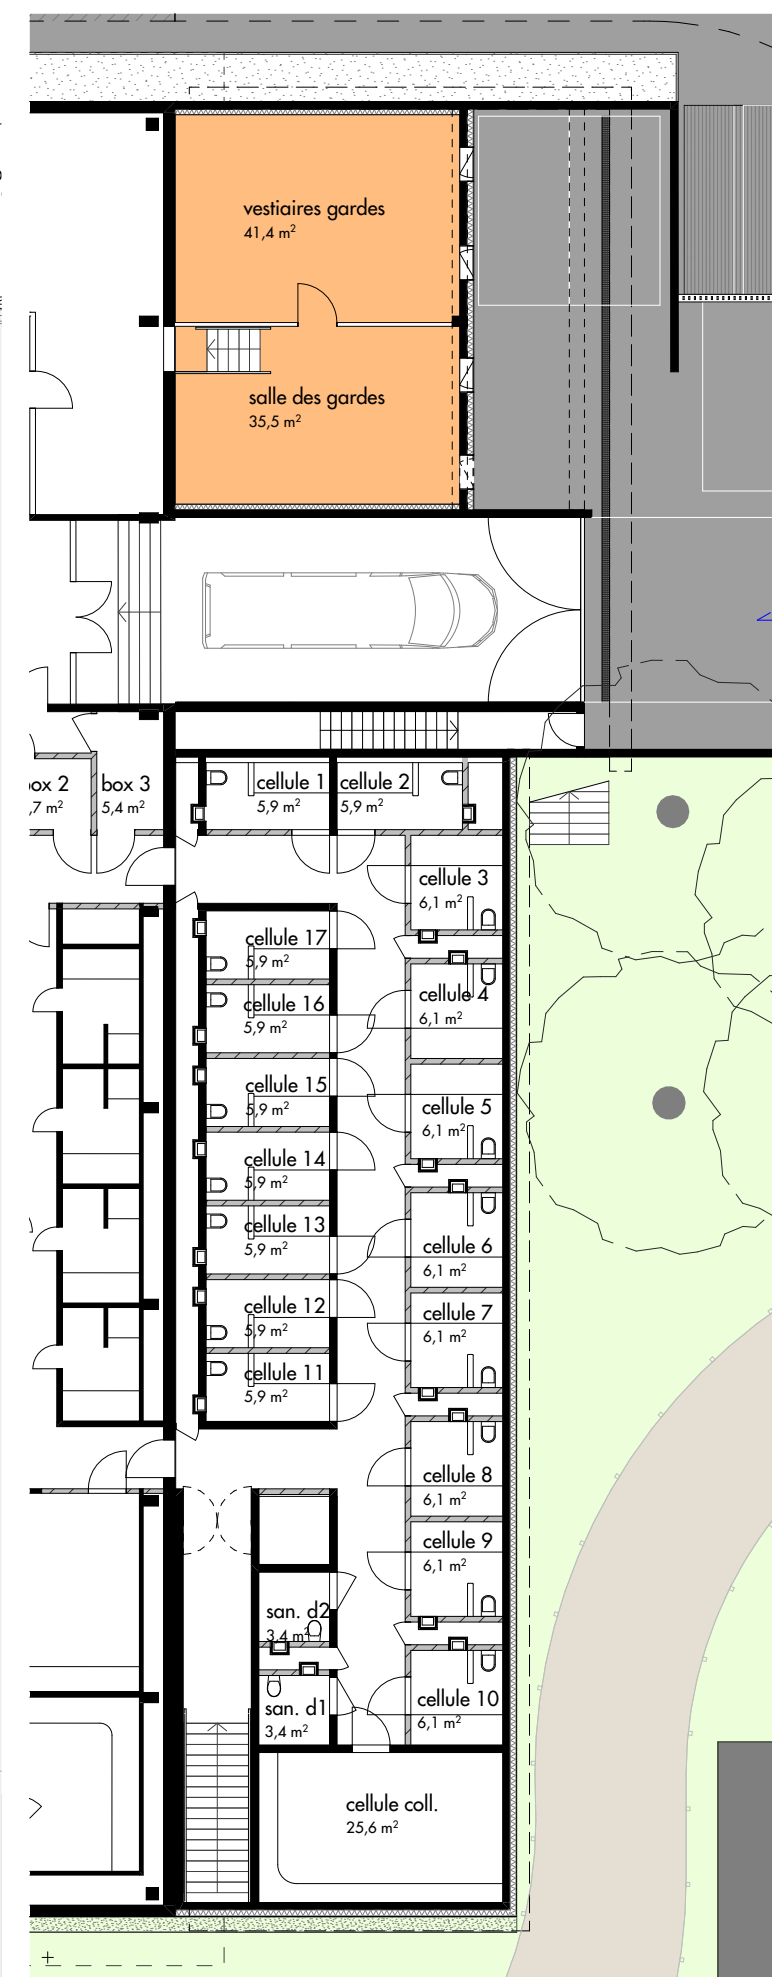 vestiaires gardes
41,4 m²
salle des gardes
35,5 m²
box 2
,7 m²
box 3
5,4 m²
cellule 1
5,9 m²
cellule 2
5,9 m²
cellule 3
6,1 m²
cellule 17
5,9 m²
cellule 16
5,9 m²
cellule 4
6,1 m²
cellule 15
5,9 m²
cellule 5
6,1 m²
cellule 14
5,9 m²
cellule 13
5,9 m²
cellule 6
6,1 m²
cellule 12
5,9 m²
cellule 7
6,1 m²
cellule 11
5,9 m²
cellule 8
6,1 m²
cellule 9
6,1 m²
san. d2
3,4 m²
san. d1
3,4 m²
cellule 10
6,1 m²
cellule coll.
25,6 m²